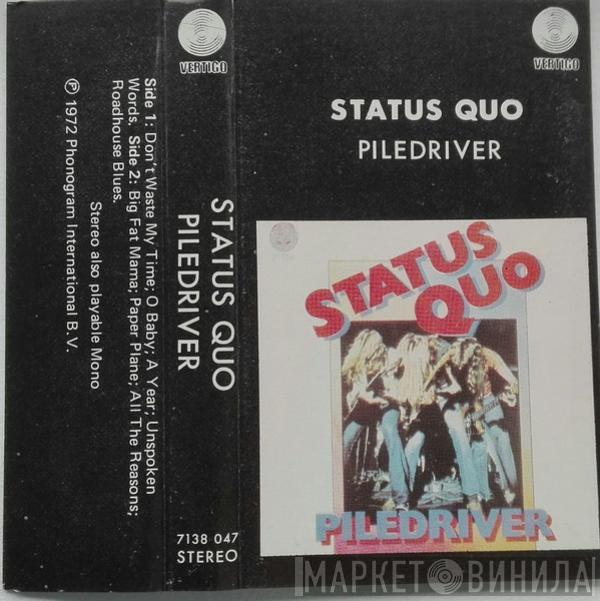 VERTIGO
Side 1: Don't Waste My Time; O Baby; A Year; Unspoken
Words. Side 2: Big Fat Mama; Paper Plane; All The Reasons;
Roadhouse Blues.
Stereo also playable Mono
℗ 1972 Phonogram International B.V.
STATUS QUO
PILEDRIVER
7138 047
STEREO
VERTIGO
STATUS QUO
PILEDRIVER
STATUS
QUO
PILEDRIVER
МАРКЕТ ВИНИЛА